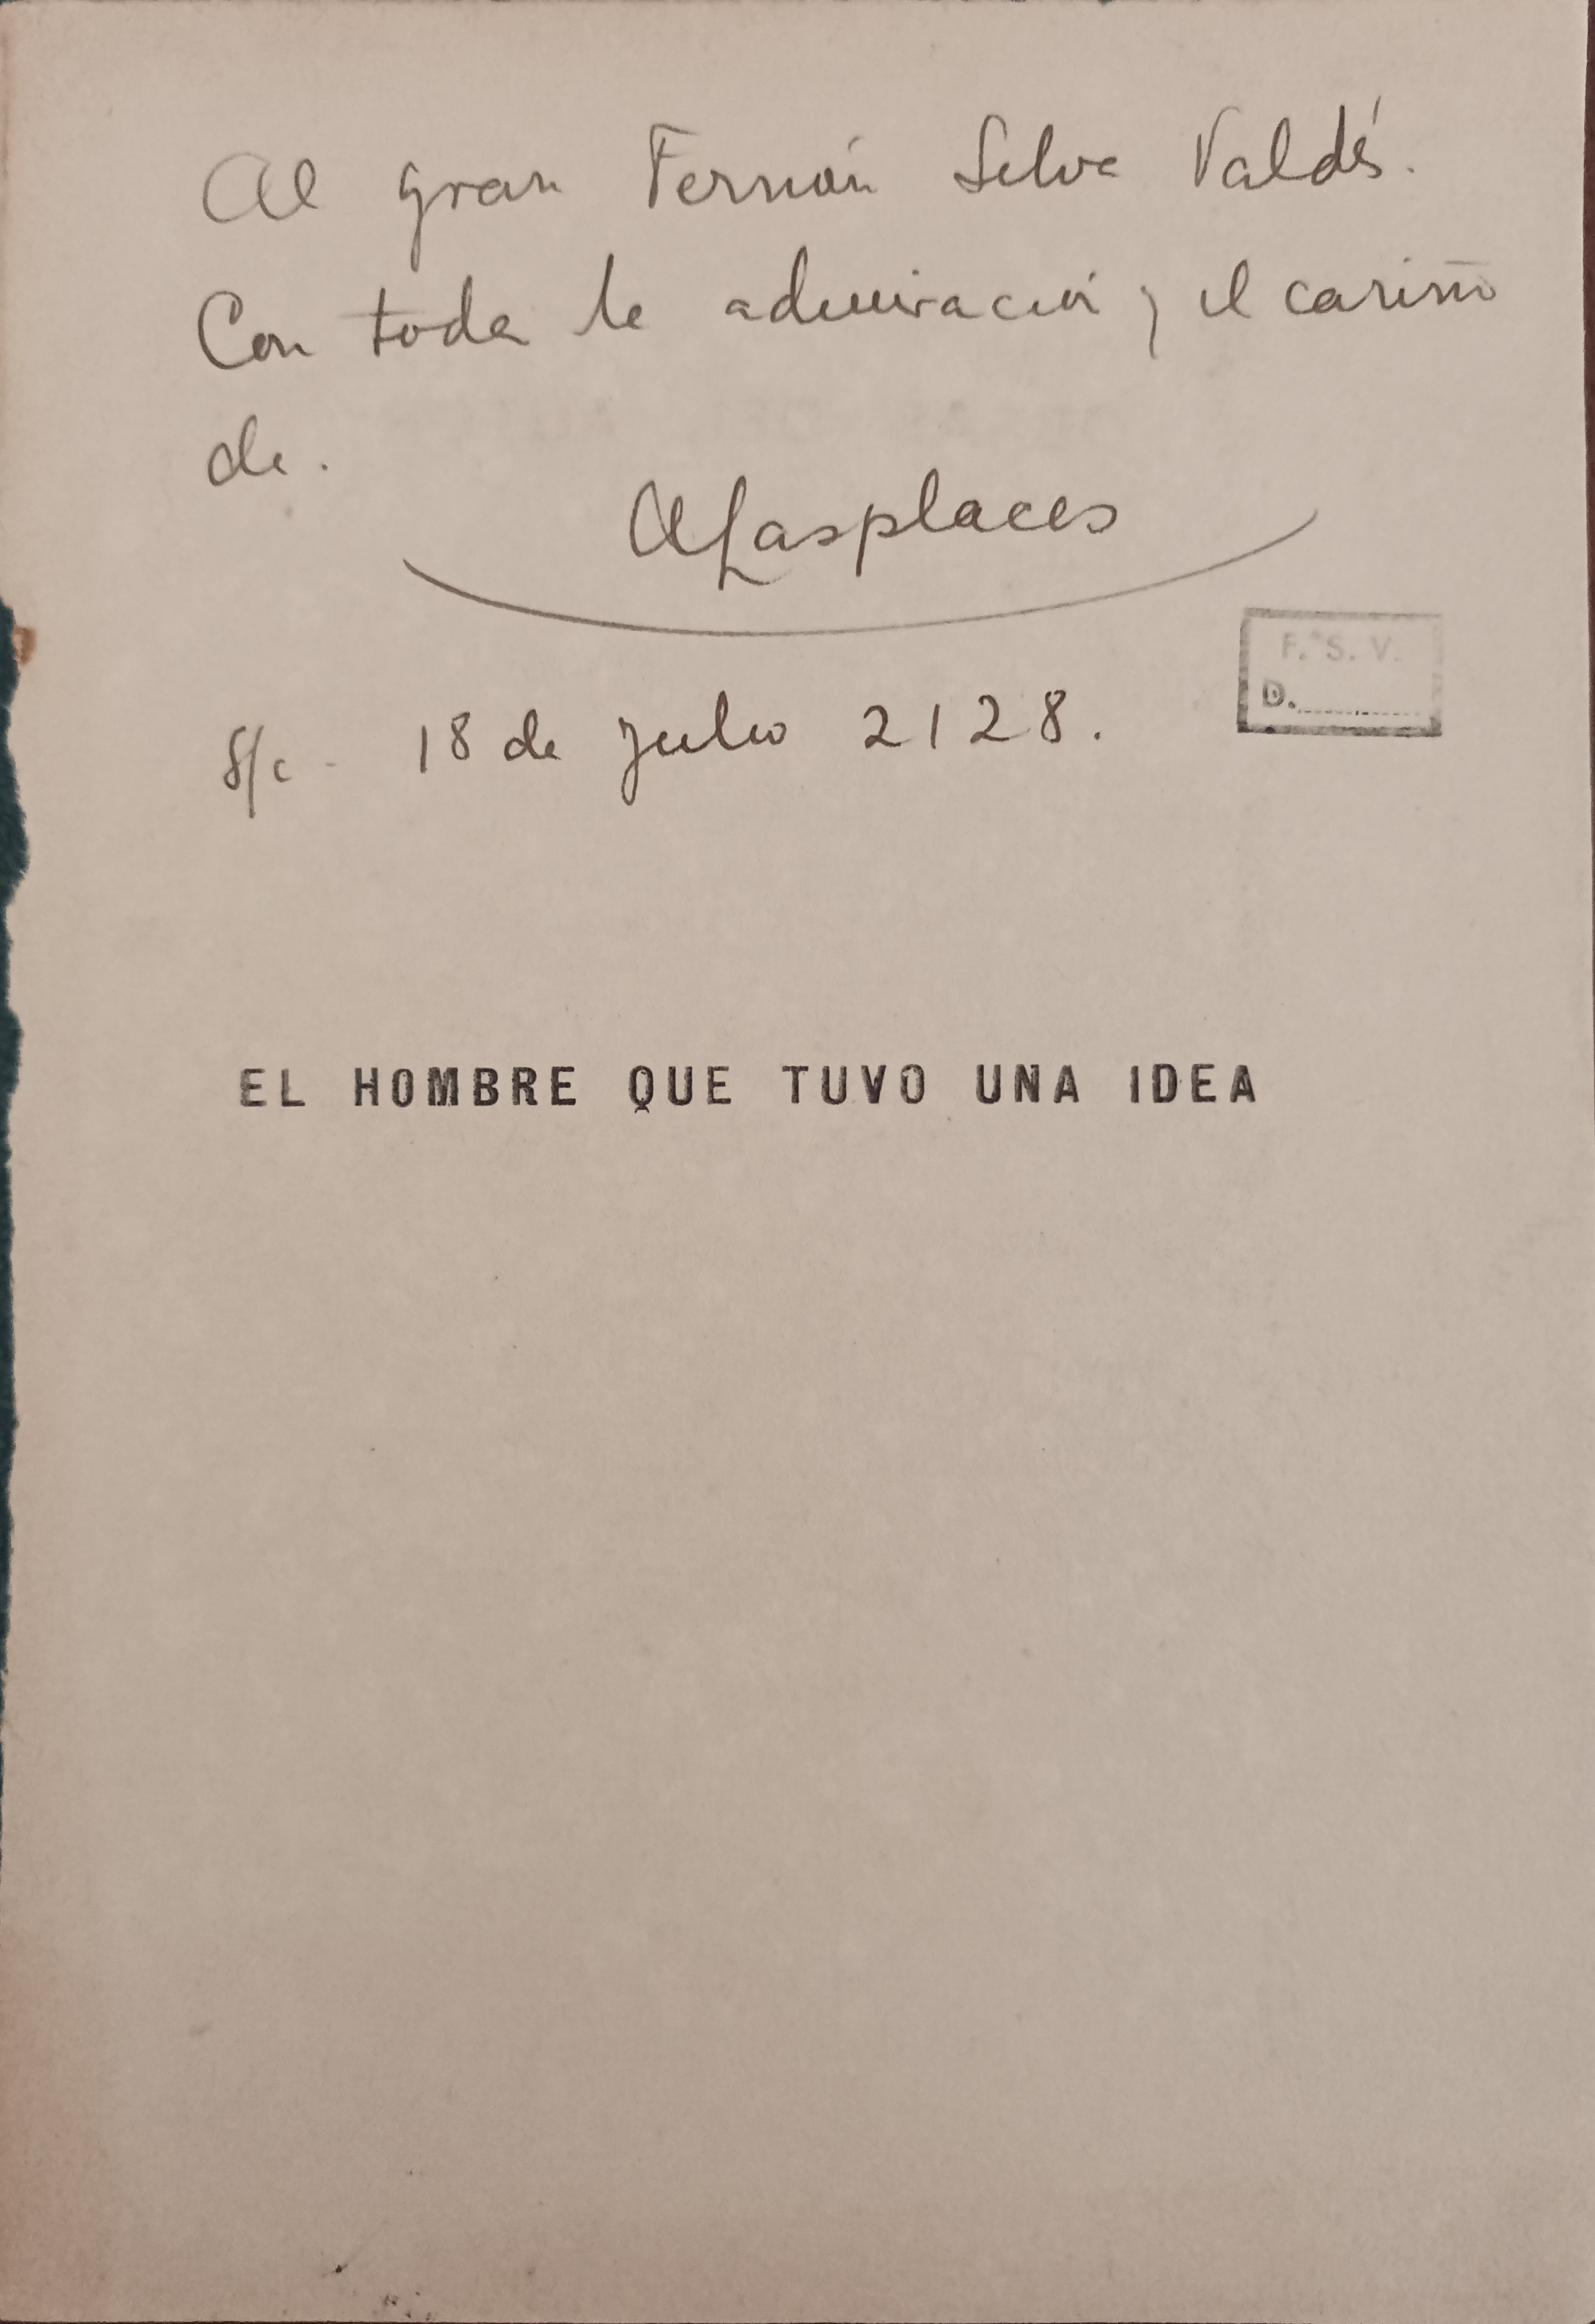 Al gran Fernán Silva Valdés.
Con toda la admiración y el cariño
de.
ALasplaces
S/c - 18 de Julio 2128.
F. S. V.
D. ..........
EL HOMBRE QUE TUVO UNA IDEA